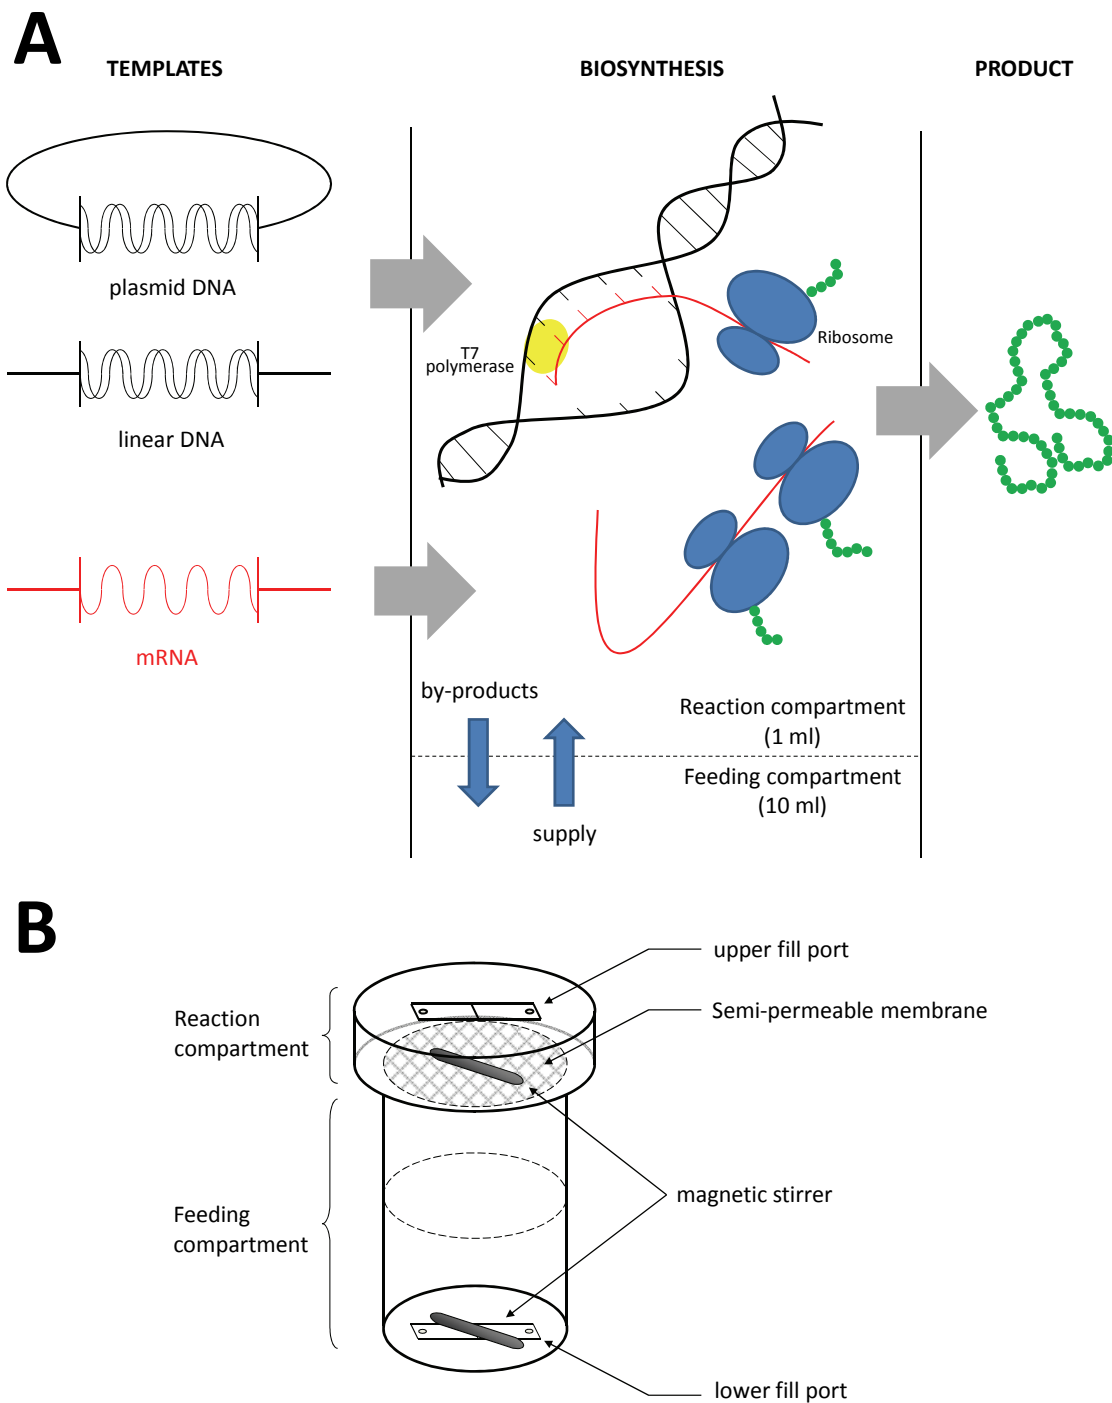 A
TEMPLATES
BIOSYNTHESIS
PRODUCT
plasmid DNA
linear DNA
mRNA
T7
polymerase
Ribosome
by-products
Reaction compartment
(1 ml)
Feeding compartment
(10 ml)
supply
B
upper fill port
Semi-permeable membrane
Reaction
compartment
magnetic stirrer
Feeding
compartment
lower fill port